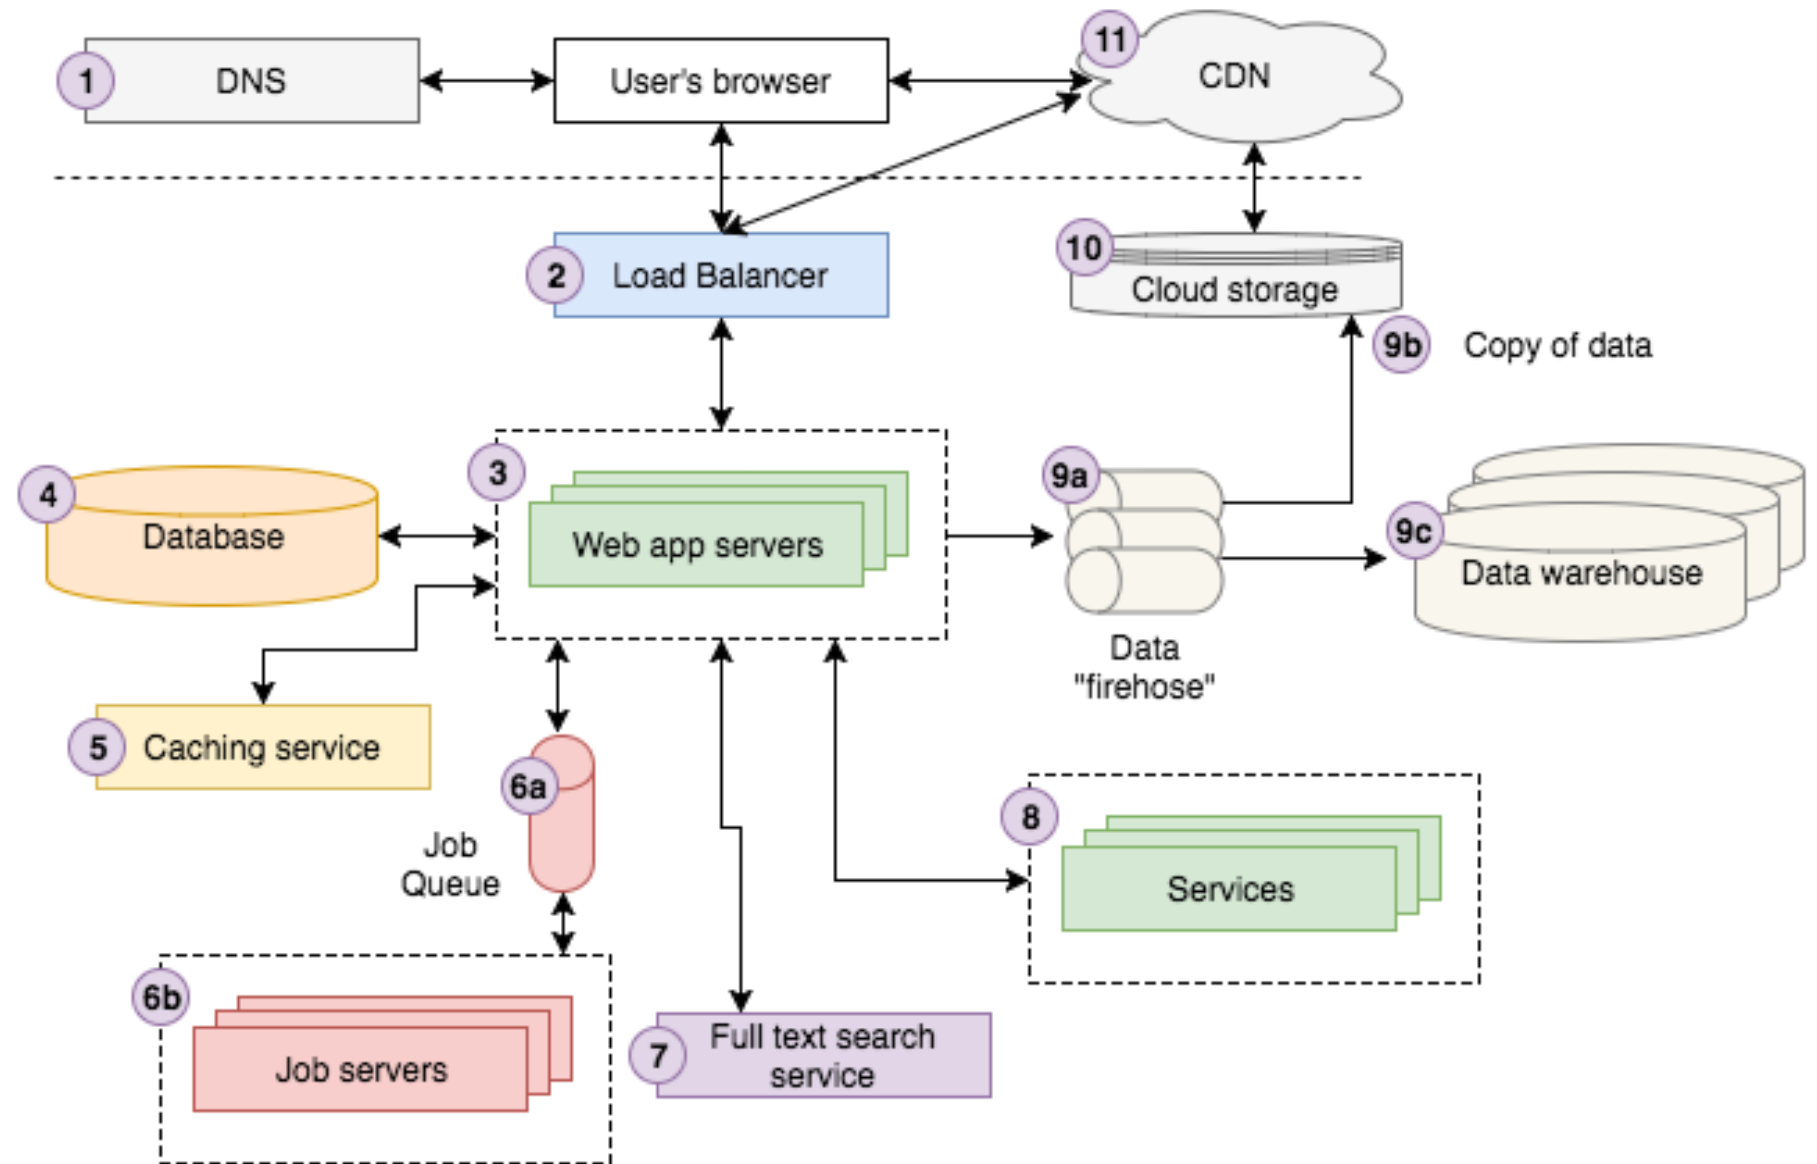 1
DNS
User's browser
11
CDN
2
Load Balancer
10
Cloud storage
9b
Copy of data
3
Web app servers
4
Database
9a
Data
"firehose"
9c
Data warehouse
5
Caching service
6a
Job
Queue
8
Services
6b
Job servers
7
Full text search
service